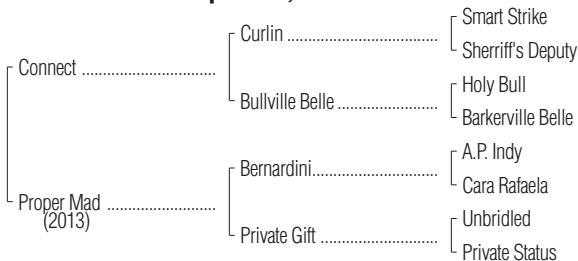 Smart Strike
Curlin
Sherriff's Deputy
Connect
Holy Bull
Bullville Belle
Barkerville Belle
A.P. Indy
Bernardini
Cara Rafaela
Proper Mad
(2013)
Unbridled
Private Gift
Private Status